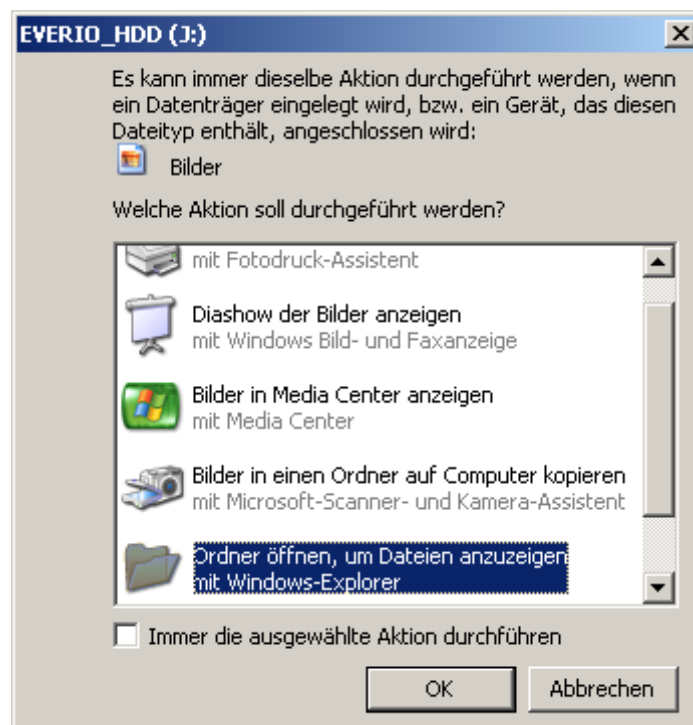 EVERIO_HDD (J:)
Es kann immer dieselbe Aktion durchgeführt werden, wenn
ein Datenträger eingelegt wird, bzw. ein Gerät, das diesen
Dateityp enthält, angeschlossen wird:
Bilder
Welche Aktion soll durchgeführt werden?
mit Fotodruck-Assistent
Diashow der Bilder anzeigen
mit Windows Bild- und Faxanzeige
Bilder in Media Center anzeigen
mit Media Center
Bilder in einen Ordner auf Computer kopieren
mit Microsoft-Scanner- und Kamera-Assistent
Ordner öffnen, um Dateien anzuzeigen
mit Windows-Explorer
Immer die ausgewählte Aktion durchführen
OK
Abbrechen